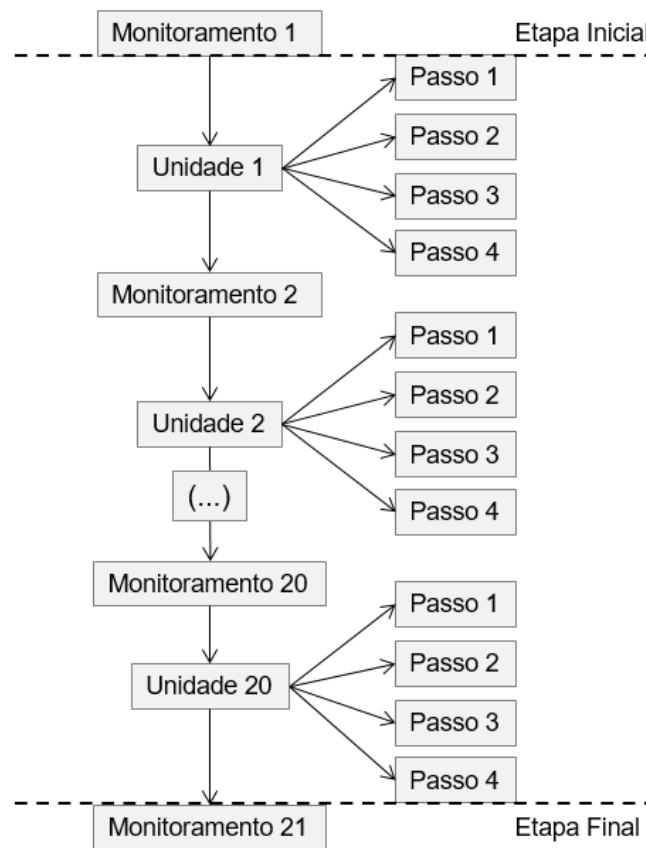 Monitoramento 1
Etapa Inicial
Passo 1
Passo 2
Unidade 1
Passo 3
Passo 4
Monitoramento 2
Passo 1
Passo 2
Unidade 2
Passo 3
(...)
Passo 4
Monitoramento 20
Passo 1
Passo 2
Unidade 20
Passo 3
Passo 4
Monitoramento 21
Etapa Final